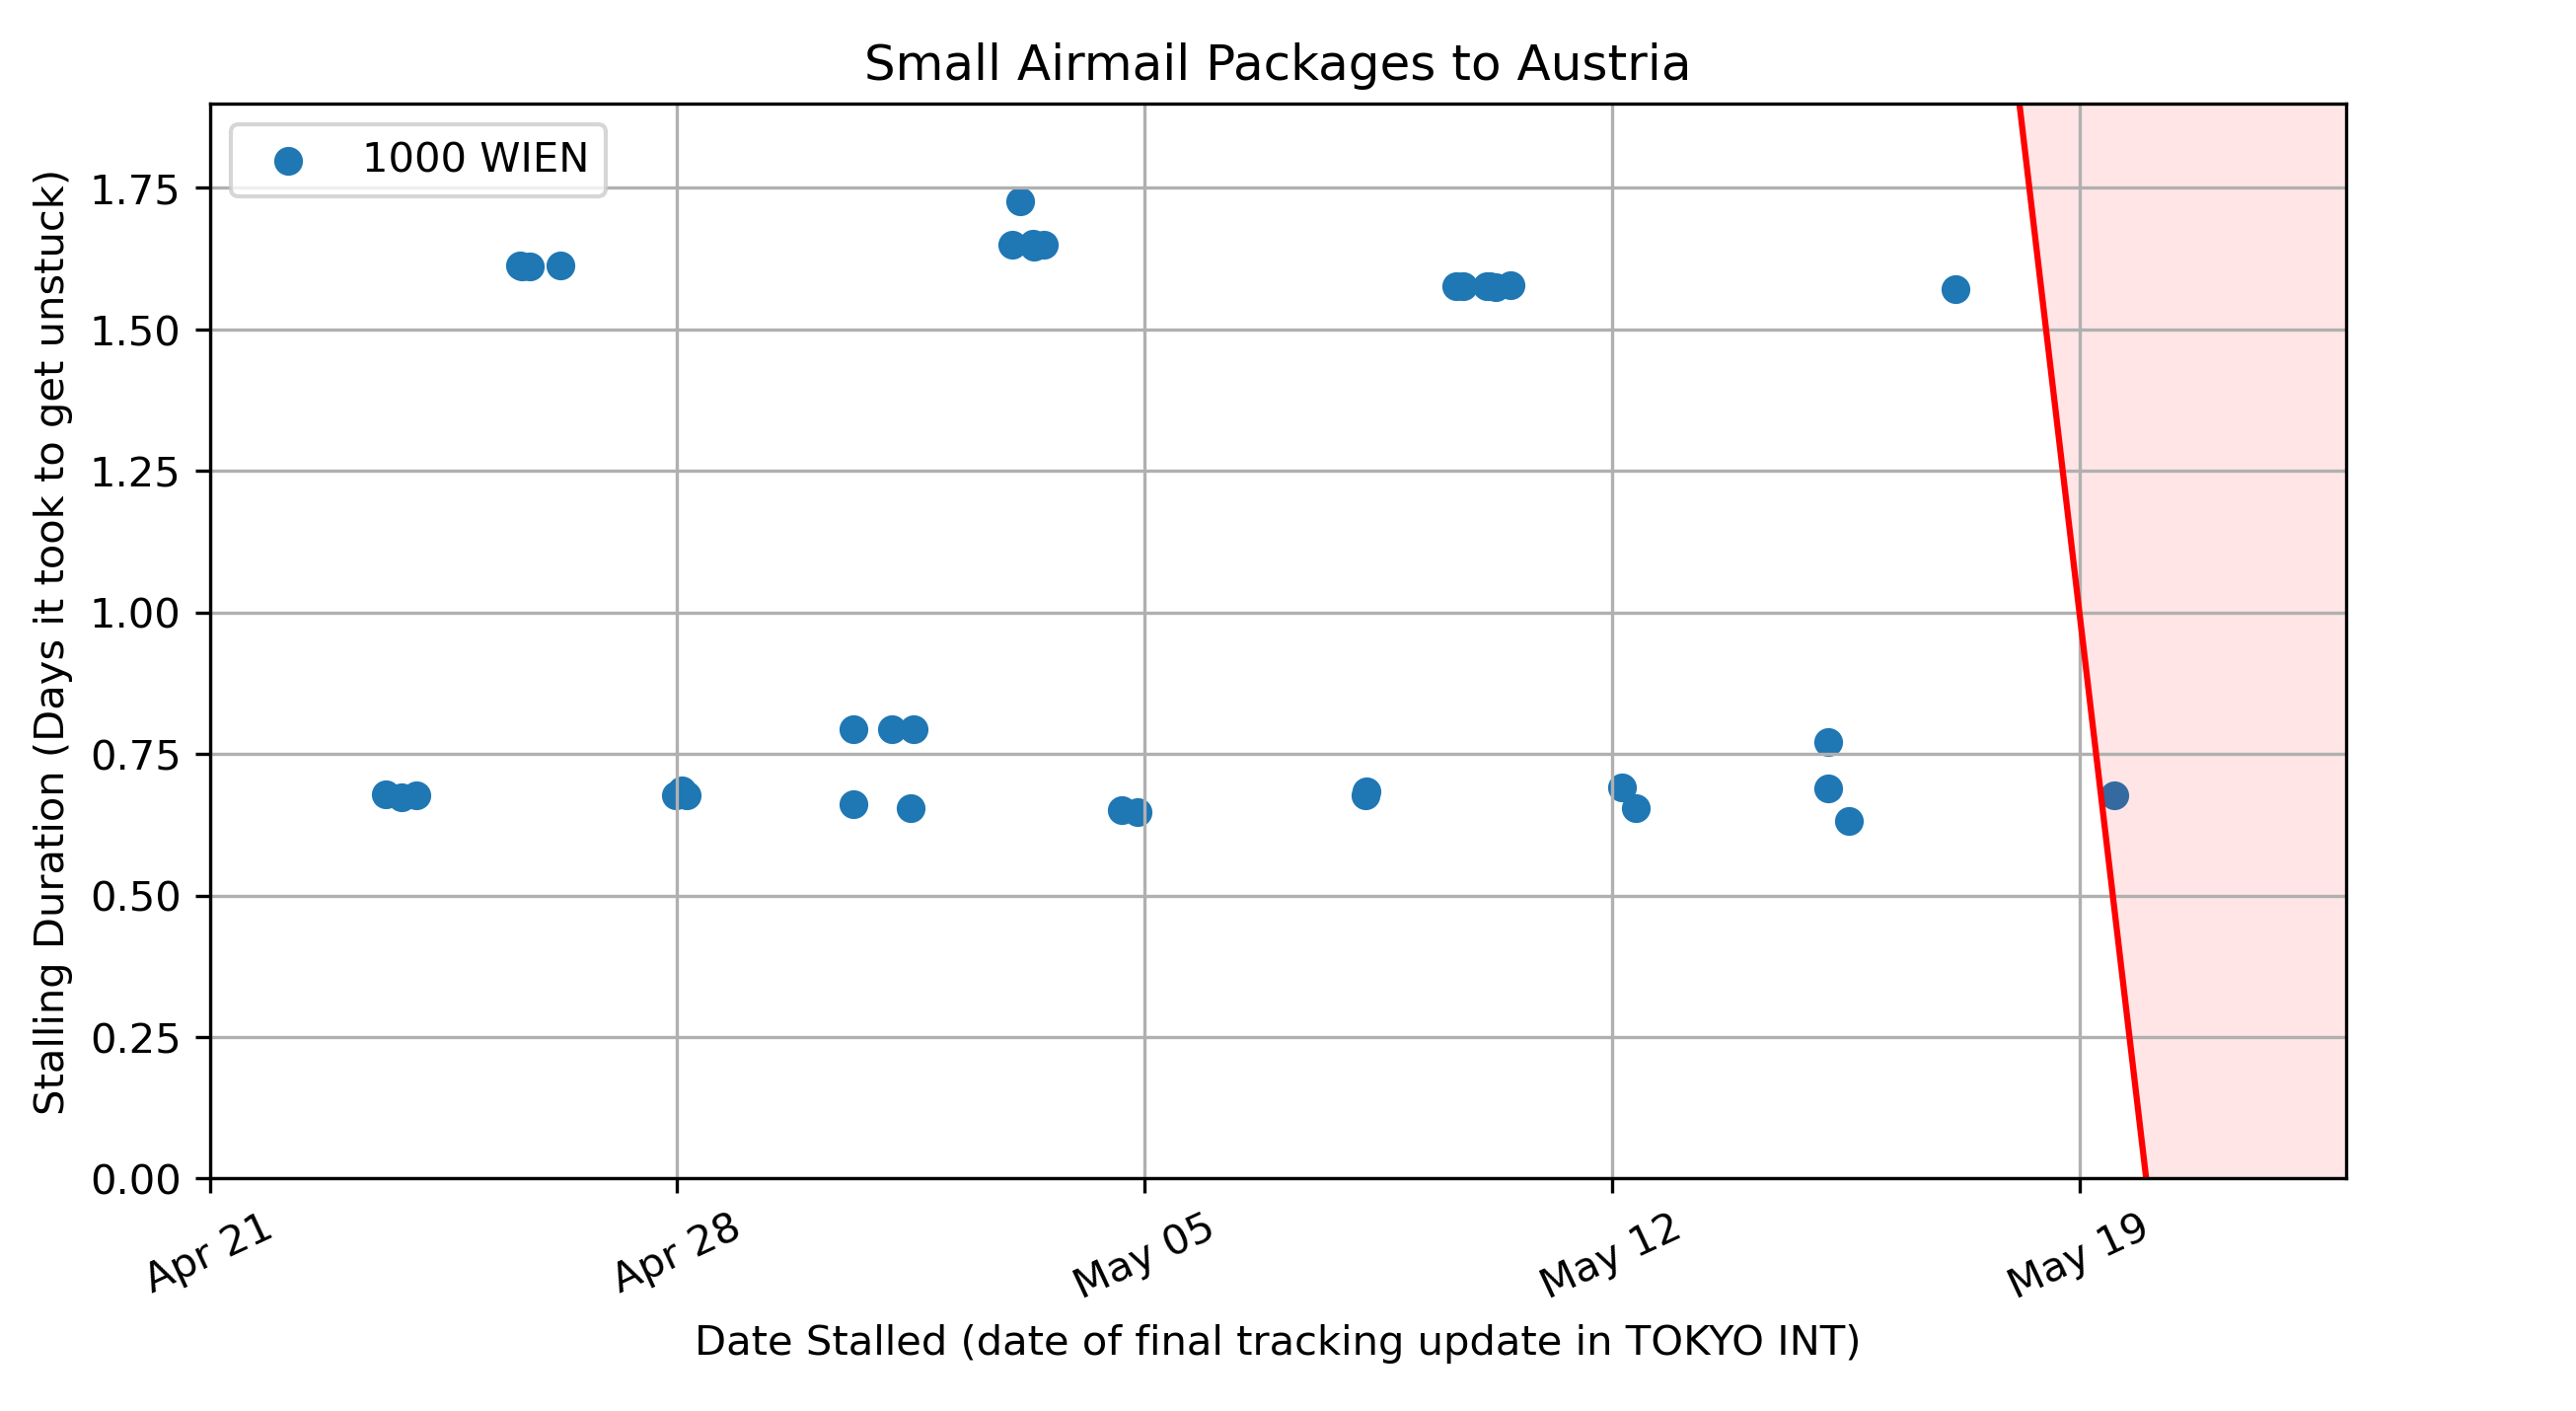 Small Airmail Packages to Austria
1000 WIEN
Stalling Duration (Days it took to get unstuck)
1.75
1.50
1.25
1.00
0.75
0.50
0.25
0.00
Apr 21
Apr 28
May 05
May 12
May 19
Date Stalled (date of final tracking update in TOKYO INT)